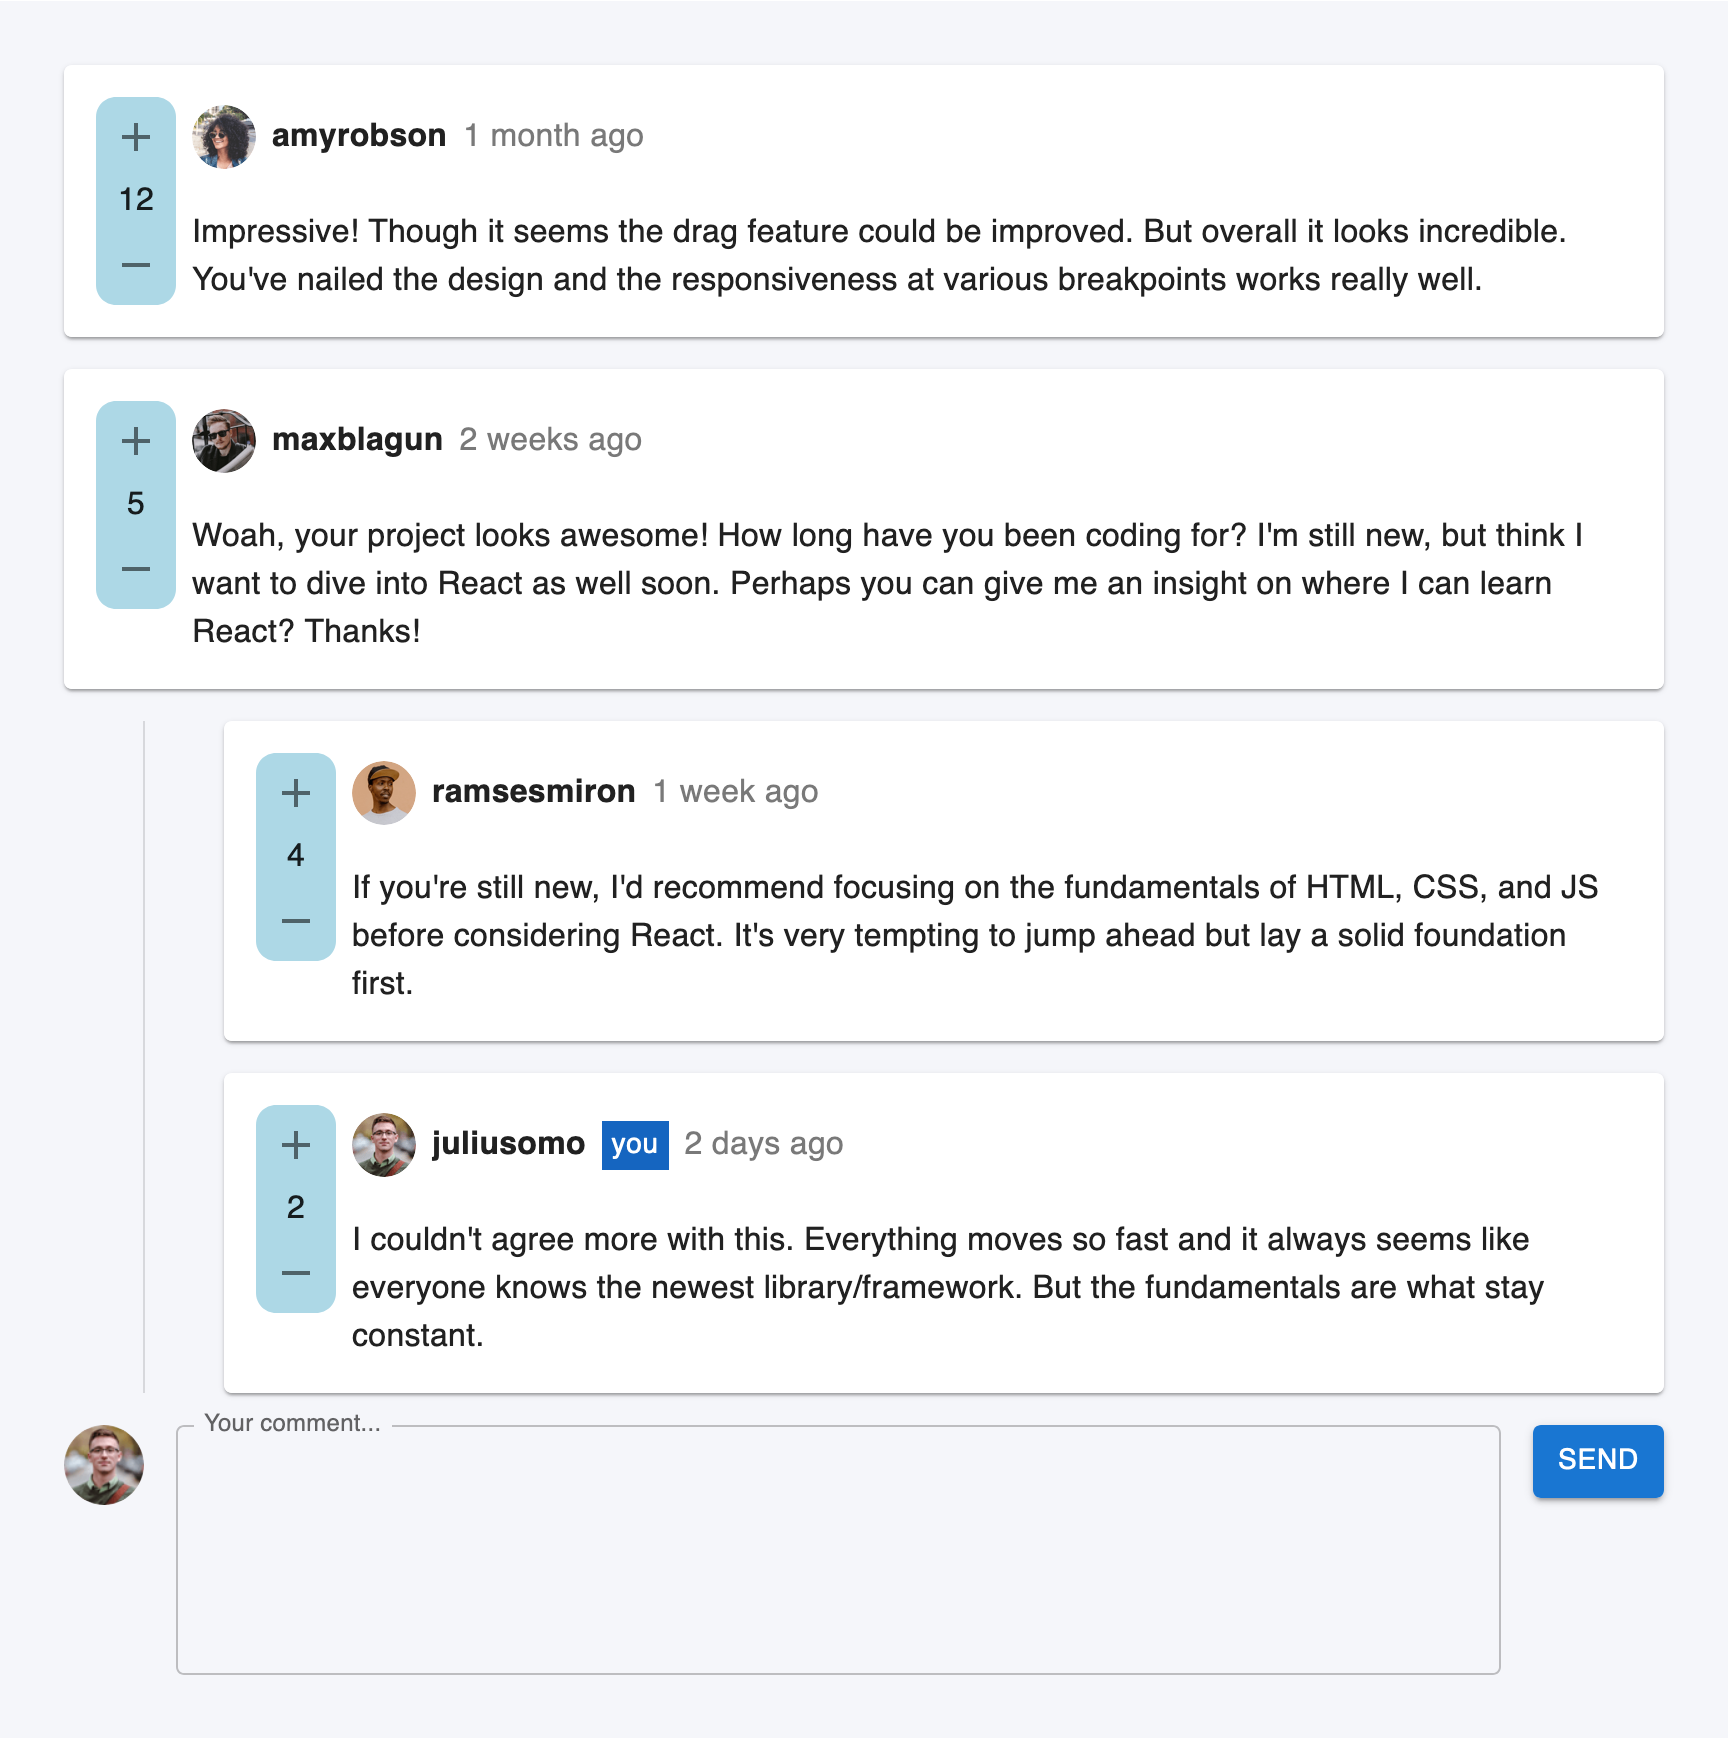 amyrobson 1 month ago
12
Impressive! Though it seems the drag feature could be improved. But overall it looks incredible.
You've nailed the design and the responsiveness at various breakpoints works really well.
maxblagun 2 weeks ago
5
Woah, your project looks awesome! How long have you been coding for? I'm still new, but think I
want to dive into React as well soon. Perhaps you can give me an insight on where I can learn
React? Thanks!
ramsesmiron 1 week ago
4
If you're still new, I'd recommend focusing on the fundamentals of HTML, CSS, and JS
before considering React. It's very tempting to jump ahead but lay a solid foundation
first.
juliusomo you 2 days ago
2
I couldn't agree more with this. Everything moves so fast and it always seems like
everyone knows the newest library/framework. But the fundamentals are what stay
constant.
Your comment...
SEND